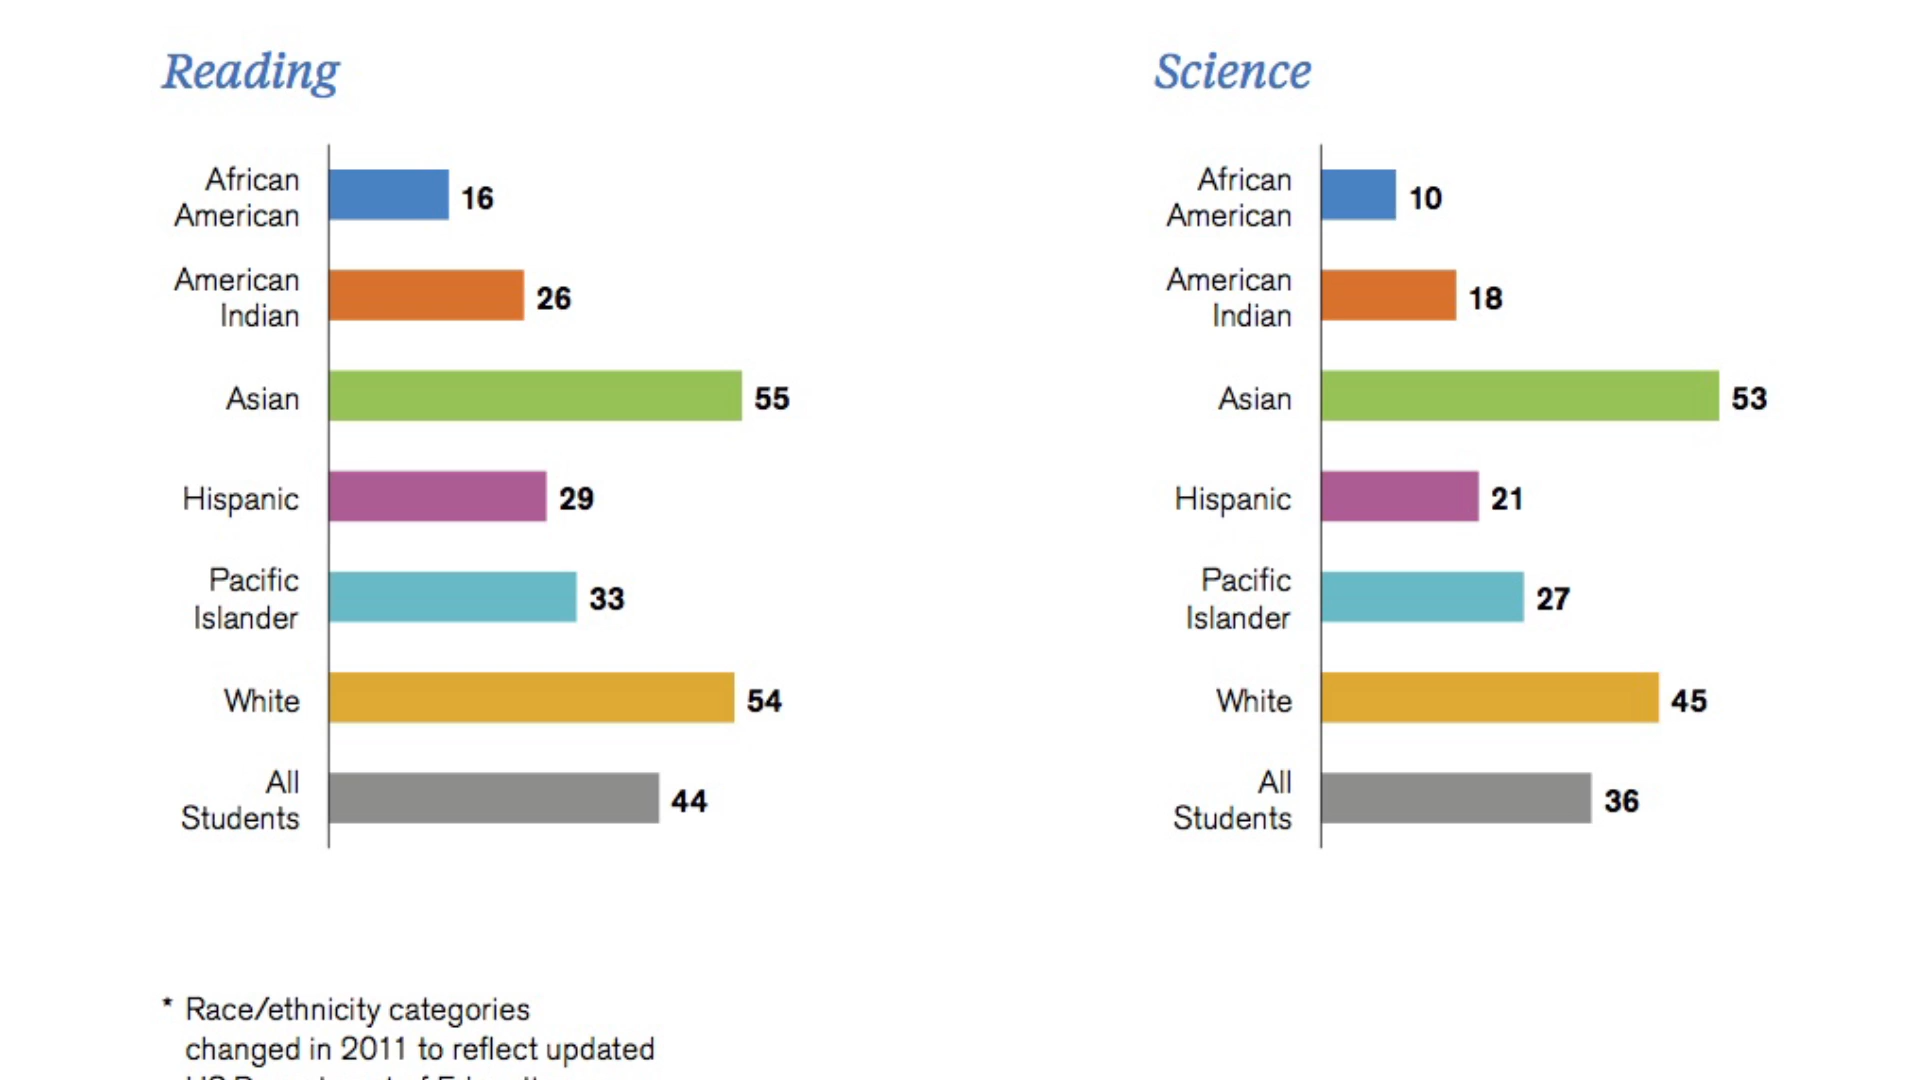 Reading
African
American
16
American
Indian
26
Asian
55
Hispanic
29
Pacific
Islander
33
White
54
All
Students
44
Science
African
American
10
American
Indian
18
Asian
53
Hispanic
21
Pacific
Islander
27
White
45
All
Students
36
* Race/ethnicity categories
changed in 2011 to reflect updated